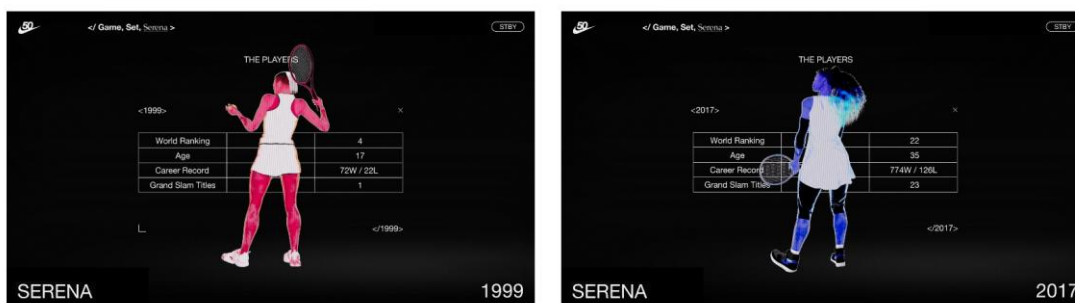 50
</ Game, Set, Serena >
STBY
THE PLAYERS
<1999>
×
World Ranking 4
Age 17
Career Record 72W / 22L
Grand Slam Titles 1
</1999>
SERENA 1999
50
</ Game, Set, Serena >
STBY
THE PLAYERS
<2017>
×
World Ranking 22
Age 35
Career Record 774W / 126L
Grand Slam Titles 23
</2017>
SERENA 2017